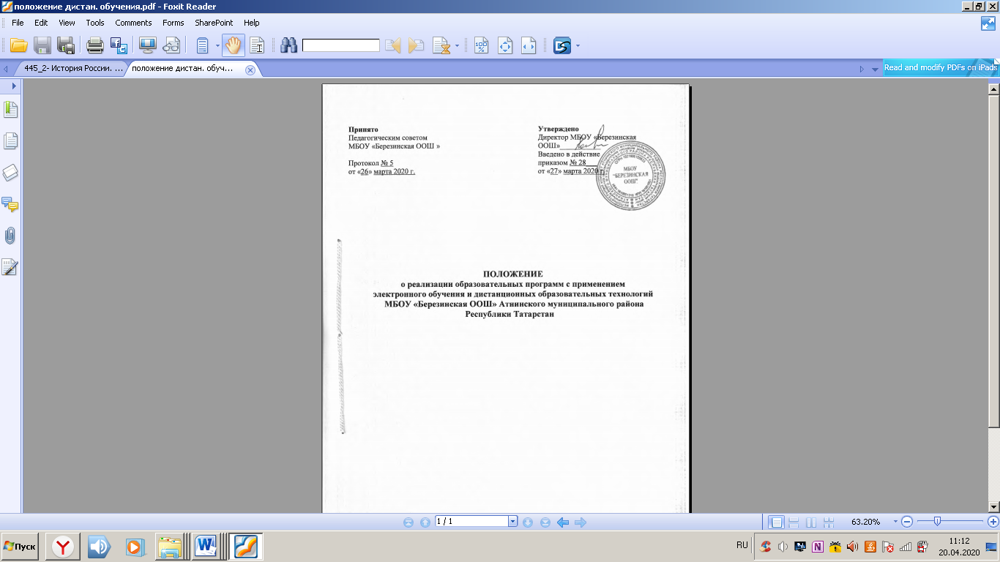 положение дистан. обучения.pdf - Foxit Reader
File Edit View Tools Comments Forms SharePoint Help
445_2- История России. ... положение дистан. обуч... Read and modify PDFs on iPads
Принято
Педагогическим советом
МБОУ «Березинская ООШ »
Протокол № 5
от «26» марта 2020 г.
Утверждено
Директор МБОУ «Березинская
ООШ»
Введено в действие
приказом № 28
от «27» марта 2020 г.
МБОУ
"БЕРЕЗИНСКАЯ
ООШ"
ПОЛОЖЕНИЕ
о реализации образовательных программ с применением
электронного обучения и дистанционных образовательных технологий
МБОУ «Березинская ООШ» Атнинского муниципального района
Республики Татарстан
1 / 1 63.20%
Пуск RU 11:12
20.04.2020